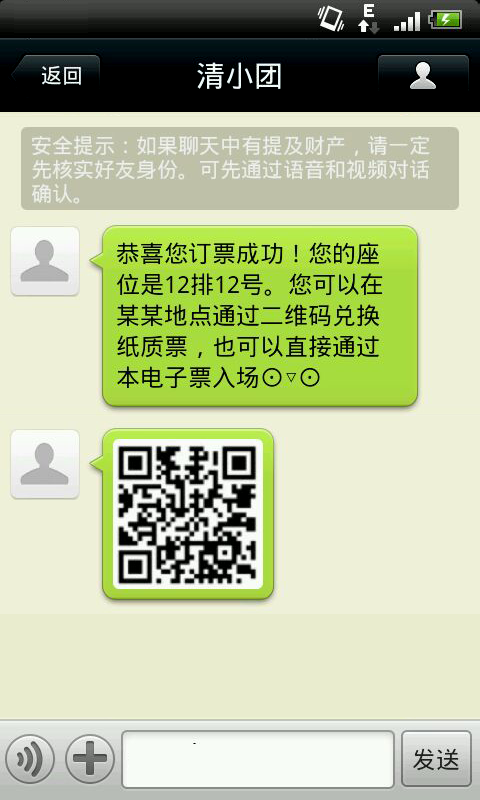 E
返回
清小团
安全提示：如果聊天中有提及财产，请一定
先核实好友身份。可先通过语音和视频对话
确认。
恭喜您订票成功！您的座
位是12排12号。您可以在
某某地点通过二维码兑换
纸质票，也可以直接通过
本电子票入场⊙▽⊙
发送